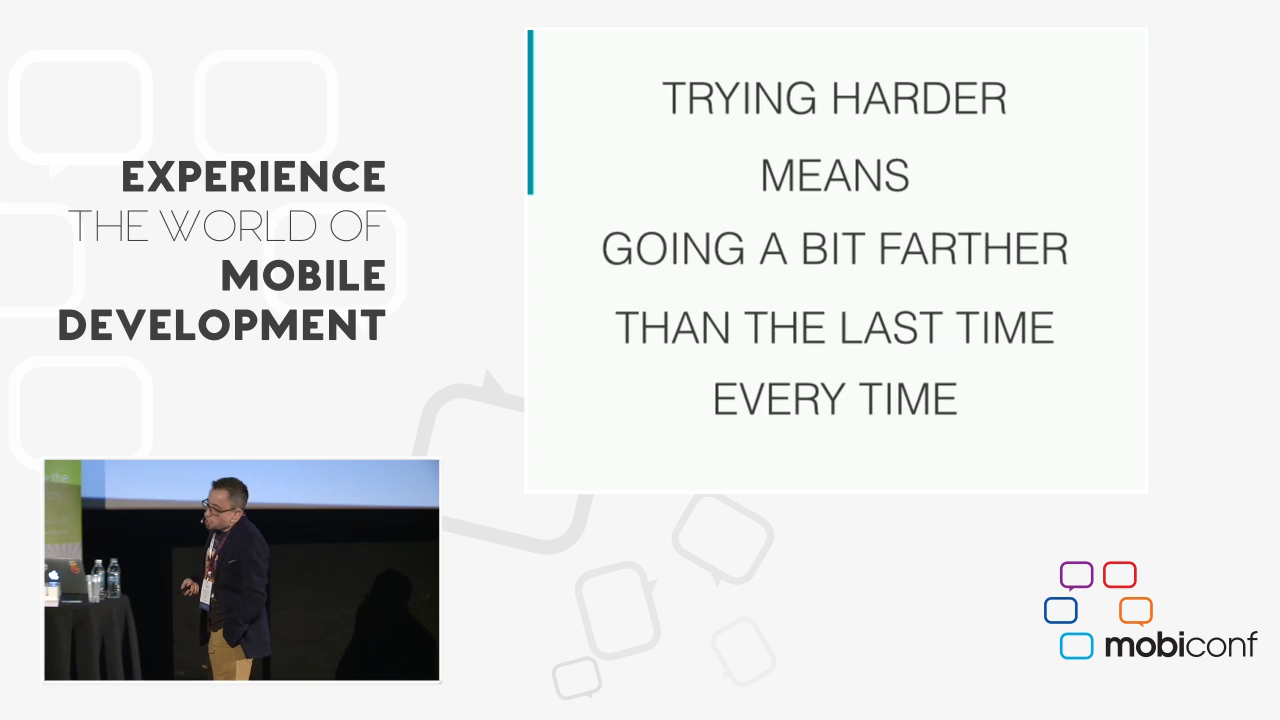 EXPERIENCE
THE WORLD OF
MOBILE
DEVELOPMENT
TRYING HARDER
MEANS
GOING A BIT FARTHER
THAN THE LAST TIME
EVERY TIME
the
mobiconf